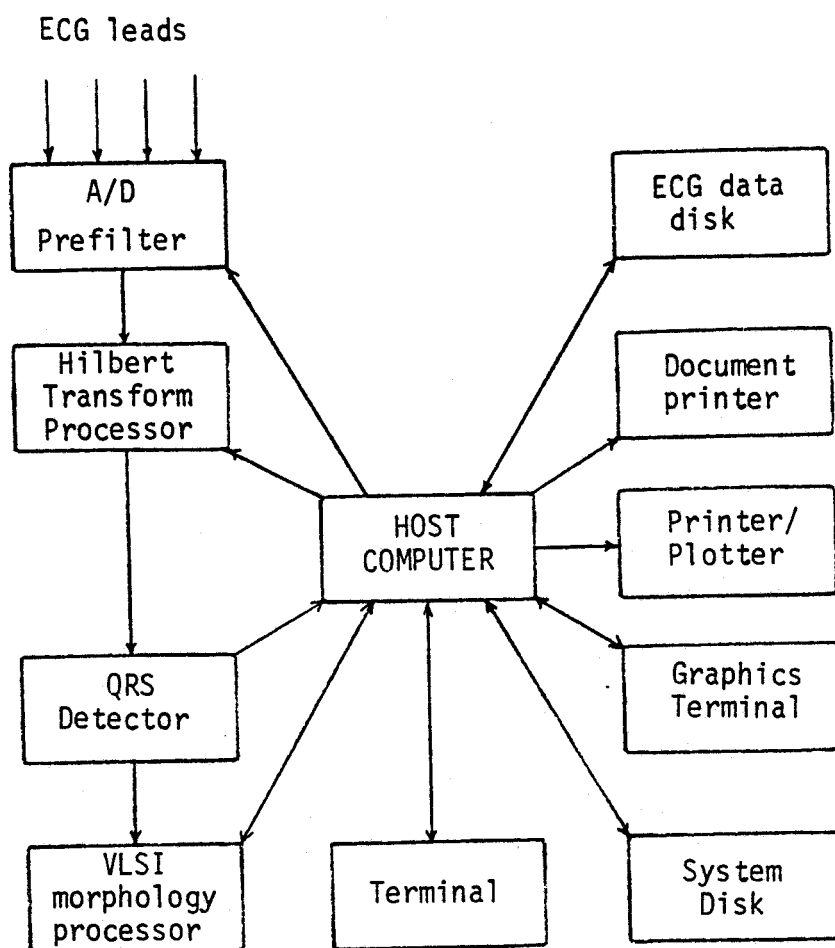 ECG leads
A/D
Prefilter
Hilbert
Transform
Processor
QRS
Detector
VLSI
morphology
processor
HOST
COMPUTER
Terminal
ECG data
disk
Document
printer
Printer/
Plotter
Graphics
Terminal
System
Disk